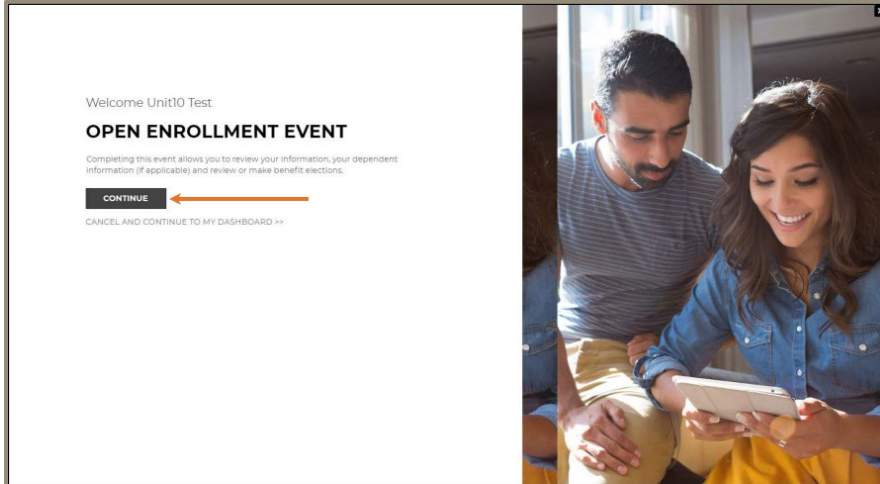 Welcome Unit10 Test
OPEN ENROLLMENT EVENT
Completing this event allows you to review your information, your dependent
information (if applicable) and review or make benefit elections.
CONTINUE
CANCEL AND CONTINUE TO MY DASHBOARD >>